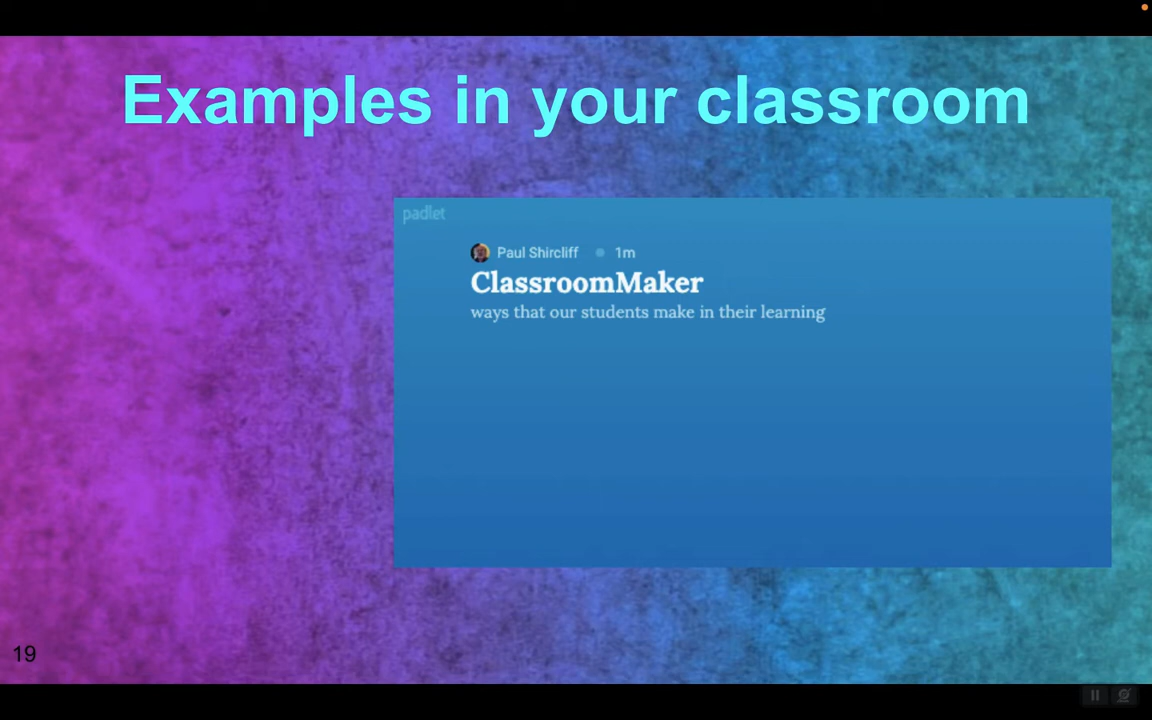 Examples in your classroom
padlet
Paul Shircliff 1m
ClassroomMaker
ways that our students make in their learning
19